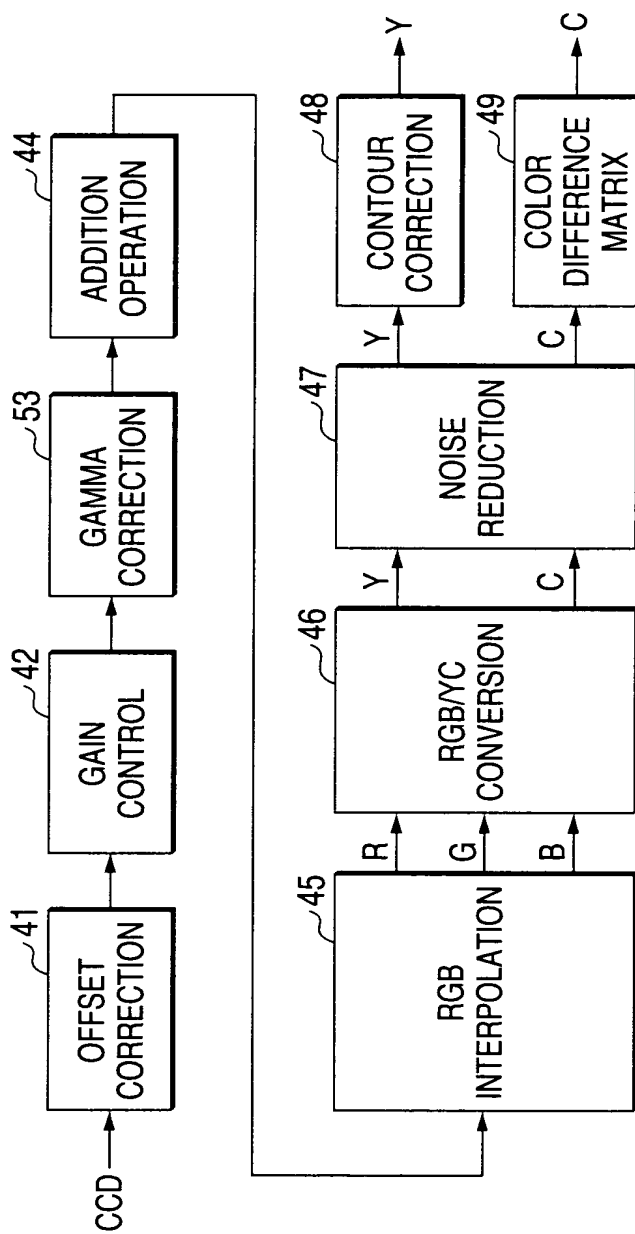 CCD
41
OFFSET
CORRECTION
42
GAIN
CONTROL
53
GAMMA
CORRECTION
44
ADDITION
OPERATION
45
RGB
INTERPOLATION
R
G
B
46
RGB/YC
CONVERSION
Y
C
47
NOISE
REDUCTION
Y
C
48
CONTOUR
CORRECTION
Y
49
COLOR
DIFFERENCE
MATRIX
C